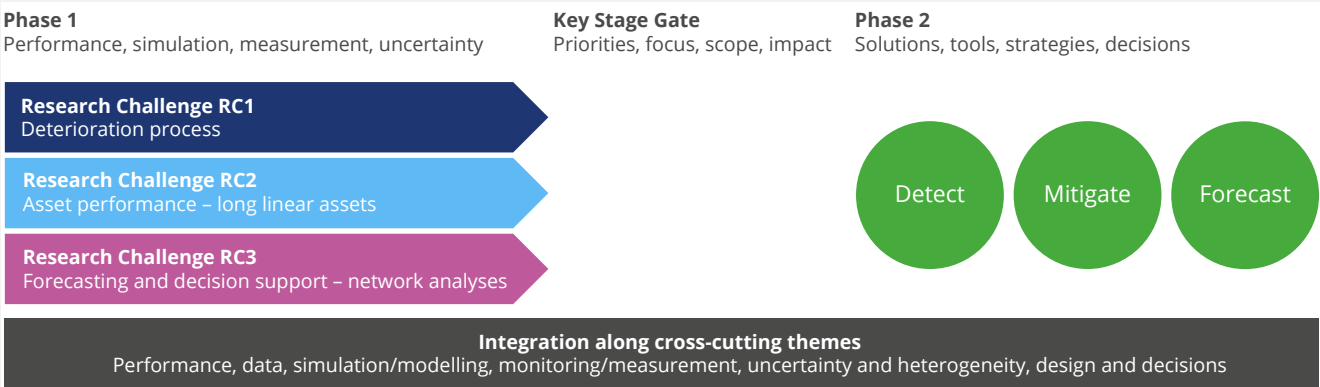 Phase 1
Performance, simulation, measurement, uncertainty
Key Stage Gate
Priorities, focus, scope, impact
Phase 2
Solutions, tools, strategies, decisions
Research Challenge RC1
Deterioration process
Research Challenge RC2
Asset performance – long linear assets
Research Challenge RC3
Forecasting and decision support – network analyses
Detect
Mitigate
Forecast
Integration along cross-cutting themes
Performance, data, simulation/modelling, monitoring/measurement, uncertainty and heterogeneity, design and decisions